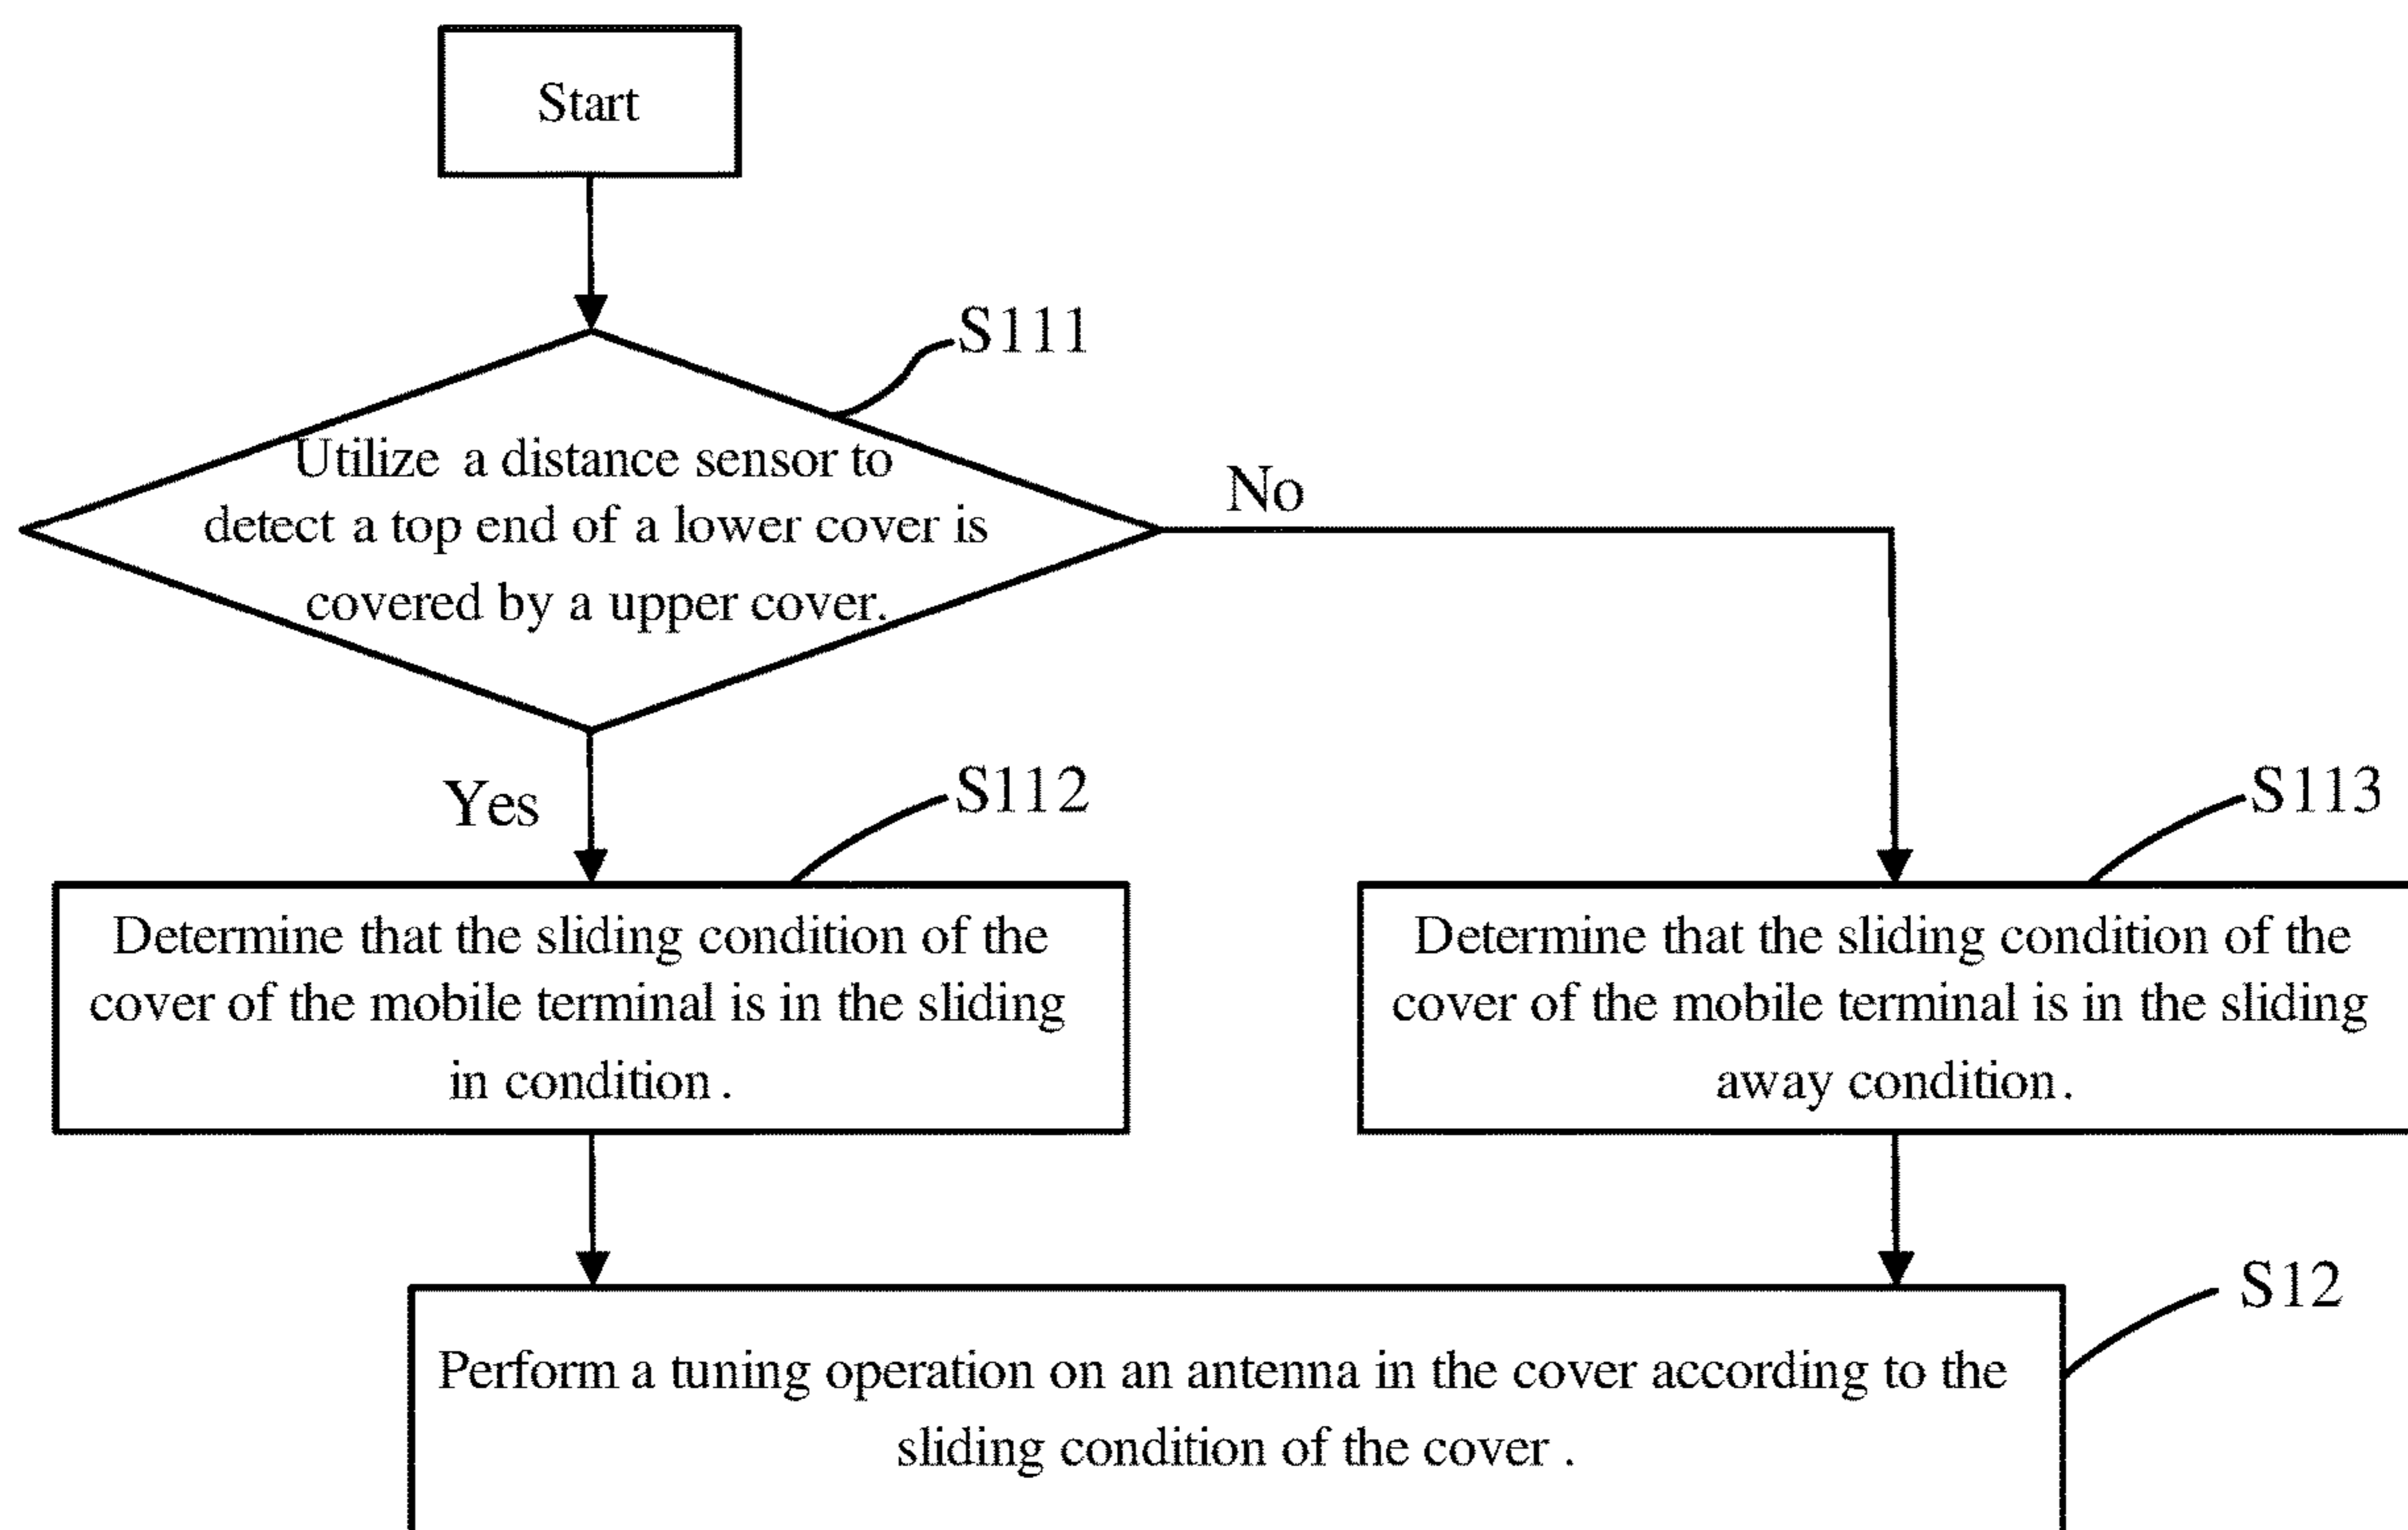 Start
S111
Utilize a distance sensor to
detect a top end of a lower cover is
covered by a upper cover.
No
Yes
S112
S113
Determine that the sliding condition of the
cover of the mobile terminal is in the sliding
in condition.
Determine that the sliding condition of the
cover of the mobile terminal is in the sliding
away condition.
S12
Perform a tuning operation on an antenna in the cover according to the
sliding condition of the cover .